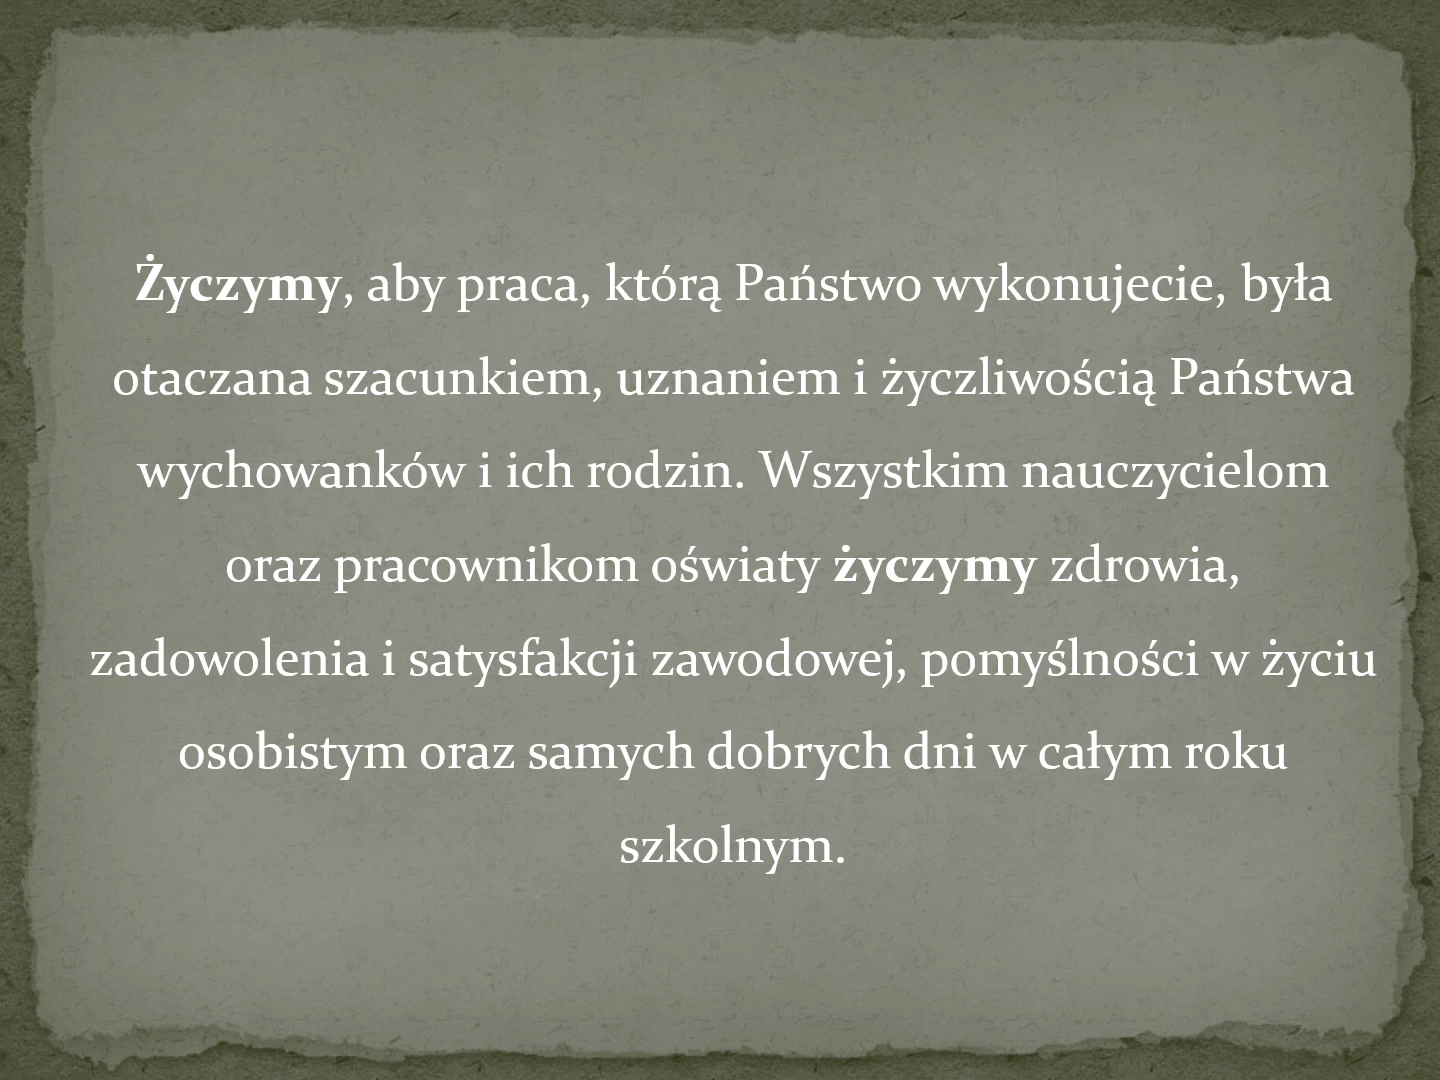 Życzymy, aby praca, którą Państwo wykonujecie, była
otaczana szacunkiem, uznaniem i życzliwością Państwa
wychowanków i ich rodzin. Wszystkim nauczycielom
oraz pracownikom oświaty życzymy zdrowia,
zadowolenia i satysfakcji zawodowej, pomyślności w życiu
osobistym oraz samych dobrych dni w całym roku
szkolnym.